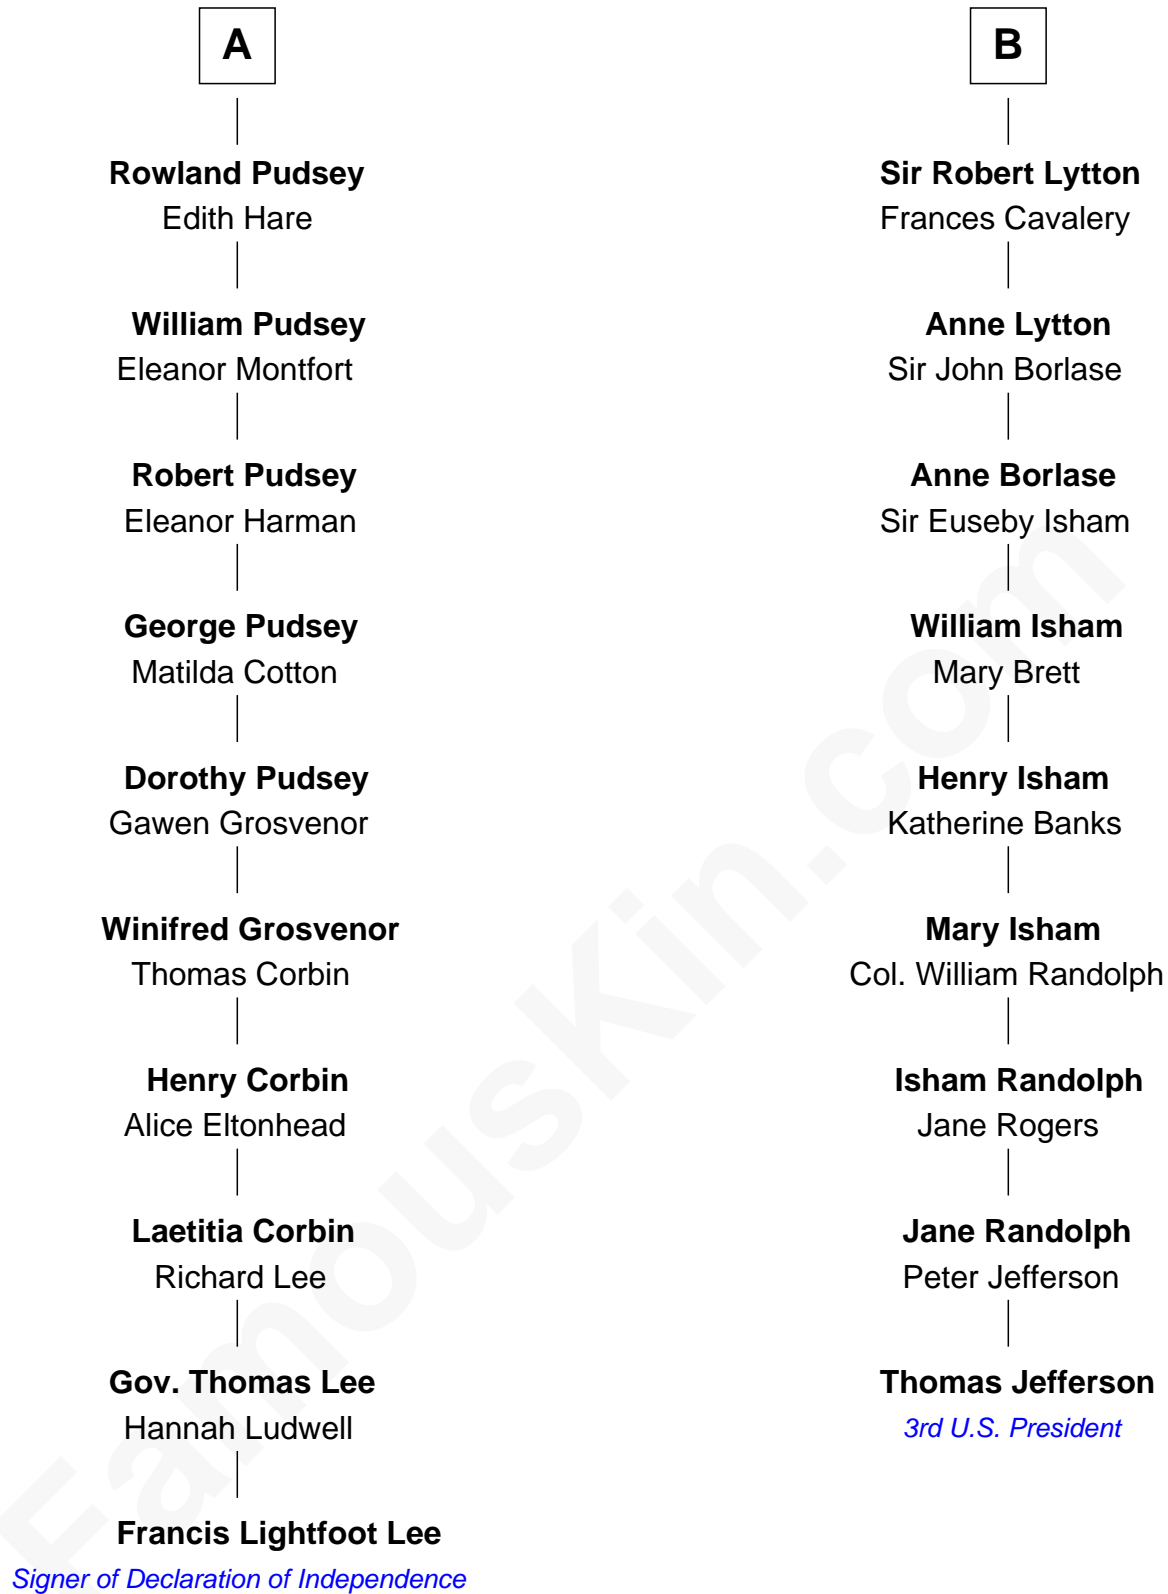 A
Rowland Pudsey
Edith Hare
William Pudsey
Eleanor Montfort
Robert Pudsey
Eleanor Harman
George Pudsey
Matilda Cotton
Dorothy Pudsey
Gawen Grosvenor
Winifred Grosvenor
Thomas Corbin
Henry Corbin
Alice Eltonhead
Laetitia Corbin
Richard Lee
Gov. Thomas Lee
Hannah Ludwell
Francis Lightfoot Lee
Signer of Declaration of Independence
B
Sir Robert Lytton
Frances Cavalery
Anne Lytton
Sir John Borlase
Anne Borlase
Sir Euseby Isham
William Isham
Mary Brett
Henry Isham
Katherine Banks
Mary Isham
Col. William Randolph
Isham Randolph
Jane Rogers
Jane Randolph
Peter Jefferson
Thomas Jefferson
3rd U.S. President
FamousKin.com